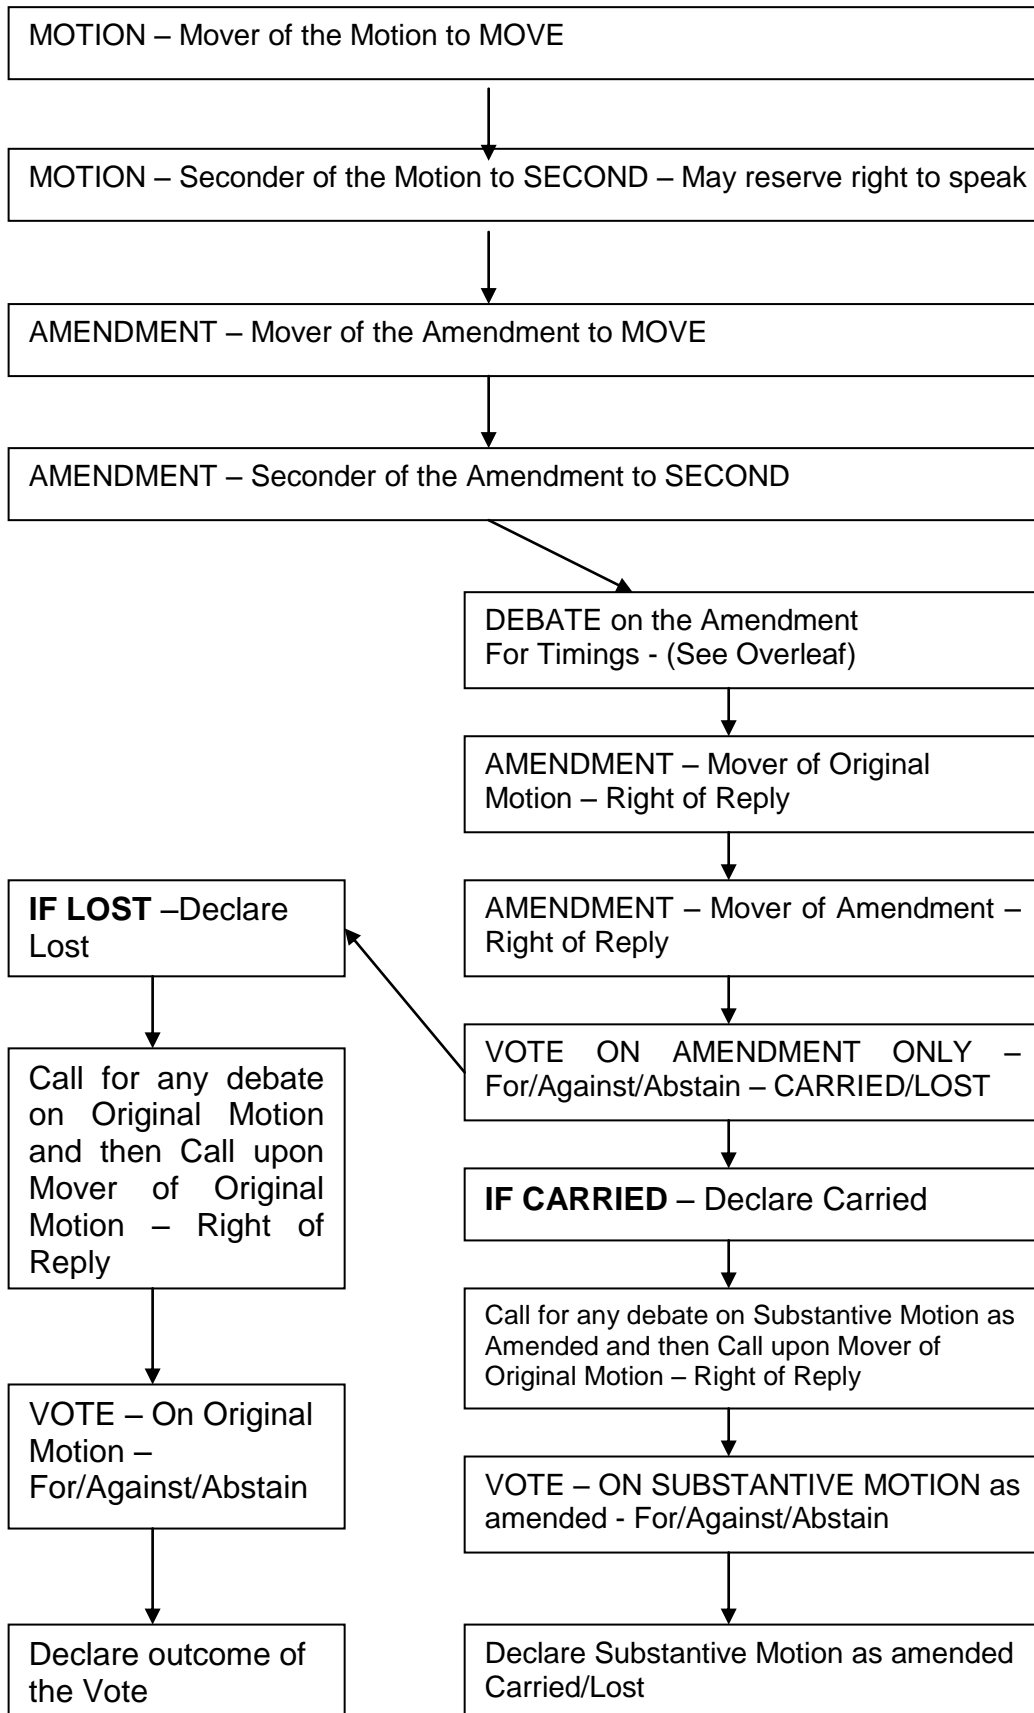 MOTION – Mover of the Motion to MOVE
MOTION – Seconder of the Motion to SECOND – May reserve right to speak
AMENDMENT – Mover of the Amendment to MOVE
AMENDMENT – Seconder of the Amendment to SECOND
DEBATE on the Amendment
For Timings - (See Overleaf)
AMENDMENT – Mover of Original
Motion – Right of Reply
AMENDMENT – Mover of Amendment –
Right of Reply
VOTE ON AMENDMENT ONLY –
For/Against/Abstain – CARRIED/LOST
IF LOST –Declare
Lost
Call for any debate
on Original Motion
and then Call upon
Mover of Original
Motion – Right of
Reply
VOTE – On Original
Motion –
For/Against/Abstain
Declare outcome of
the Vote
IF CARRIED – Declare Carried
Call for any debate on Substantive Motion as
Amended and then Call upon Mover of
Original Motion – Right of Reply
VOTE – ON SUBSTANTIVE MOTION as
amended - For/Against/Abstain
Declare Substantive Motion as amended
Carried/Lost